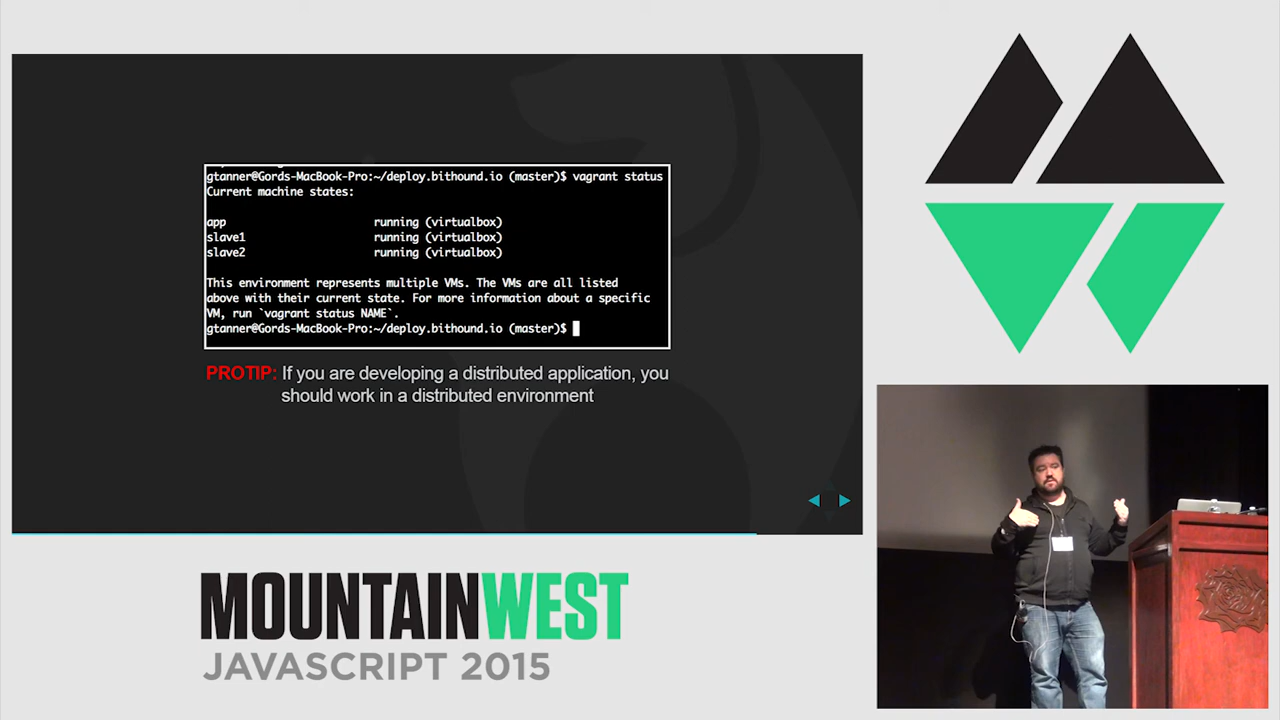 gtanner@Gords-MacBook-Pro:~/deploy.bithound.io (master)$ vagrant status
Current machine states:
app running (virtualbox)
slave1 running (virtualbox)
slave2 running (virtualbox)
This environment represents multiple VMs. The VMs are all listed
above with their current state. For more information about a specific
VM, run `vagrant status NAME`.
gtanner@Gords-MacBook-Pro:~/deploy.bithound.io (master)$
PROTIP: If you are developing a distributed application, you
should work in a distributed environment
MOUNTAINWEST
JAVASCRIPT 2015